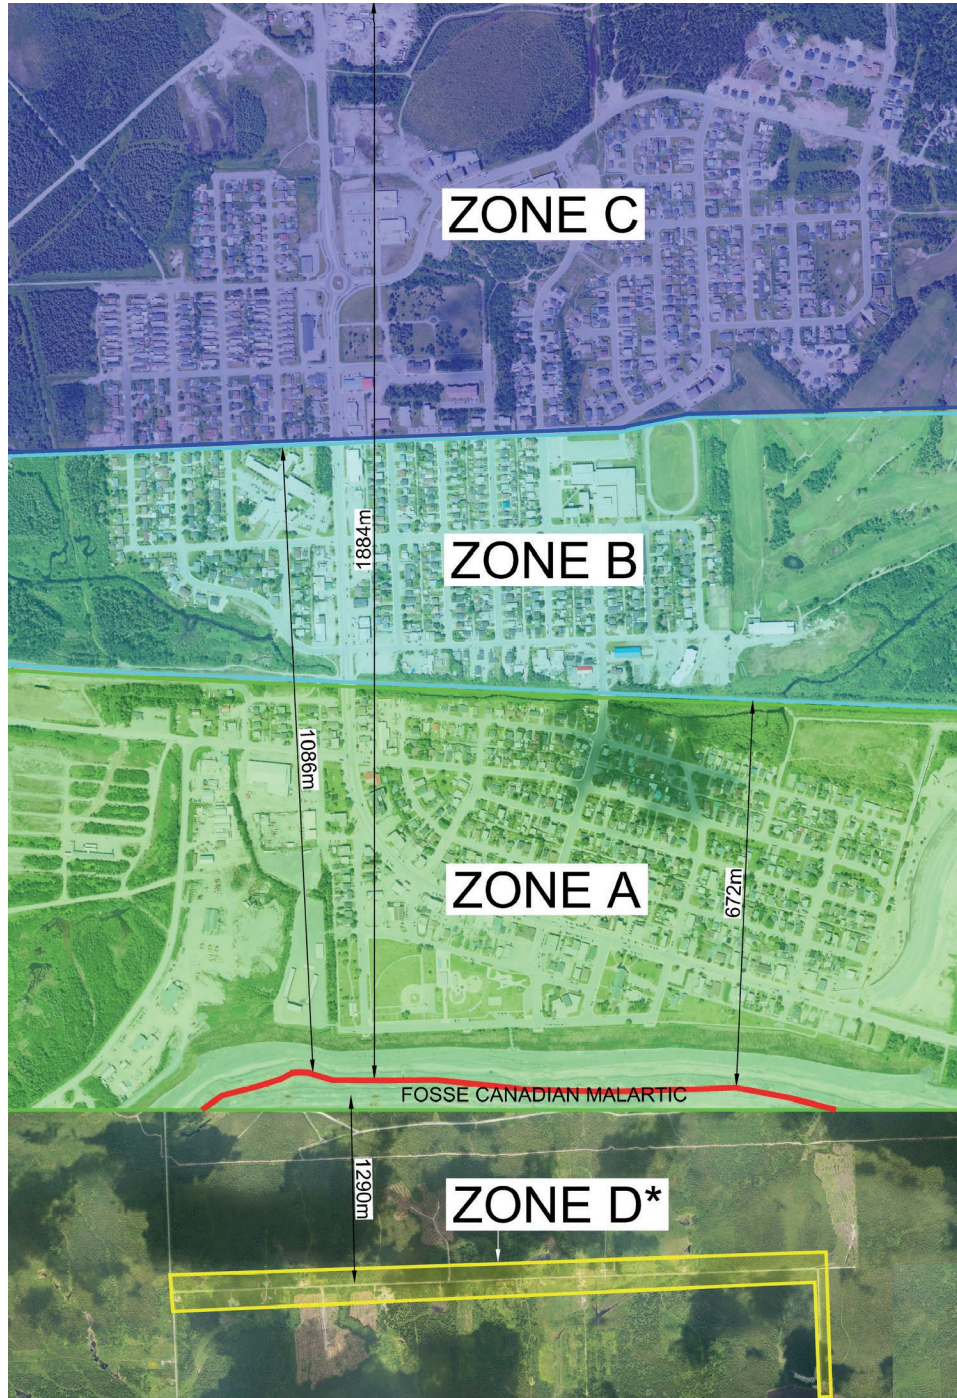 ZONE C
1884m
ZONE B
1086m
ZONE A
672m
FOSSE CANADIAN MALARTIC
1290m
ZONE D*